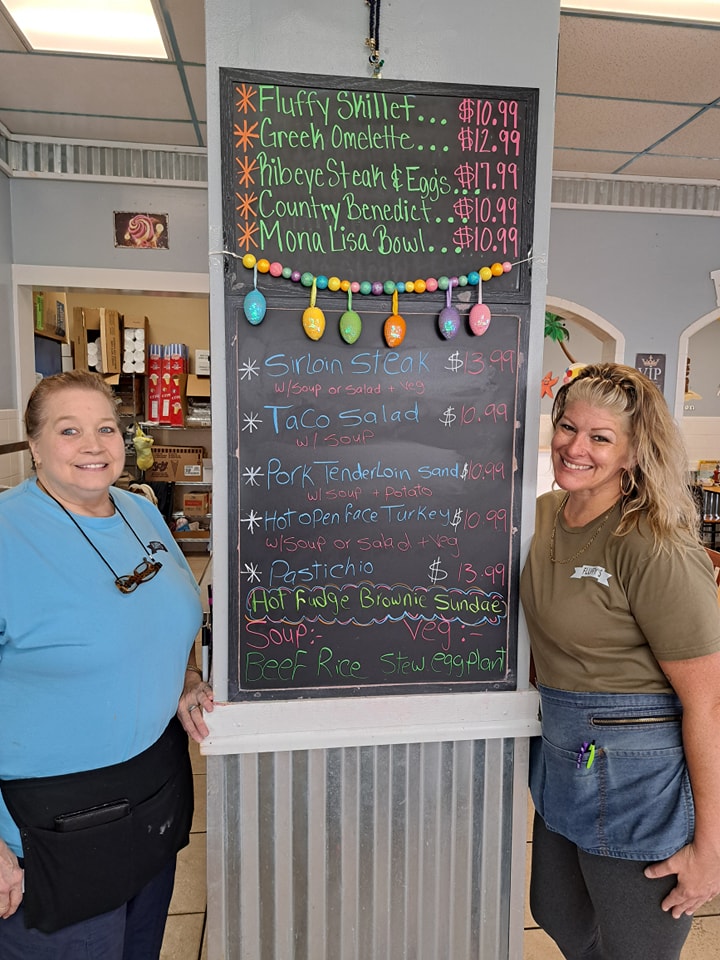 *Fluffy Skillet... $10.99
*Greek Omelette... $12.99
*Ribeye Steak & Egg's... $17.99
*Country Benedict... $10.99
*Mona Lisa Bowl... $10.99
* Sirloin Steak $13.99
w/soup or salad + veg
* Taco Salad $10.99
w/ soup
* Pork Tenderloin Sand $10.99
w/soup + potato
* Hot open face Turkey $10.99
w/soup or salad + veg
* Pastichio $ 13.99
Hot Fudge Brownie Sundae
Soup:- Veg:-
Beef Rice Stew eggplant
VIP
FLUFFY'S